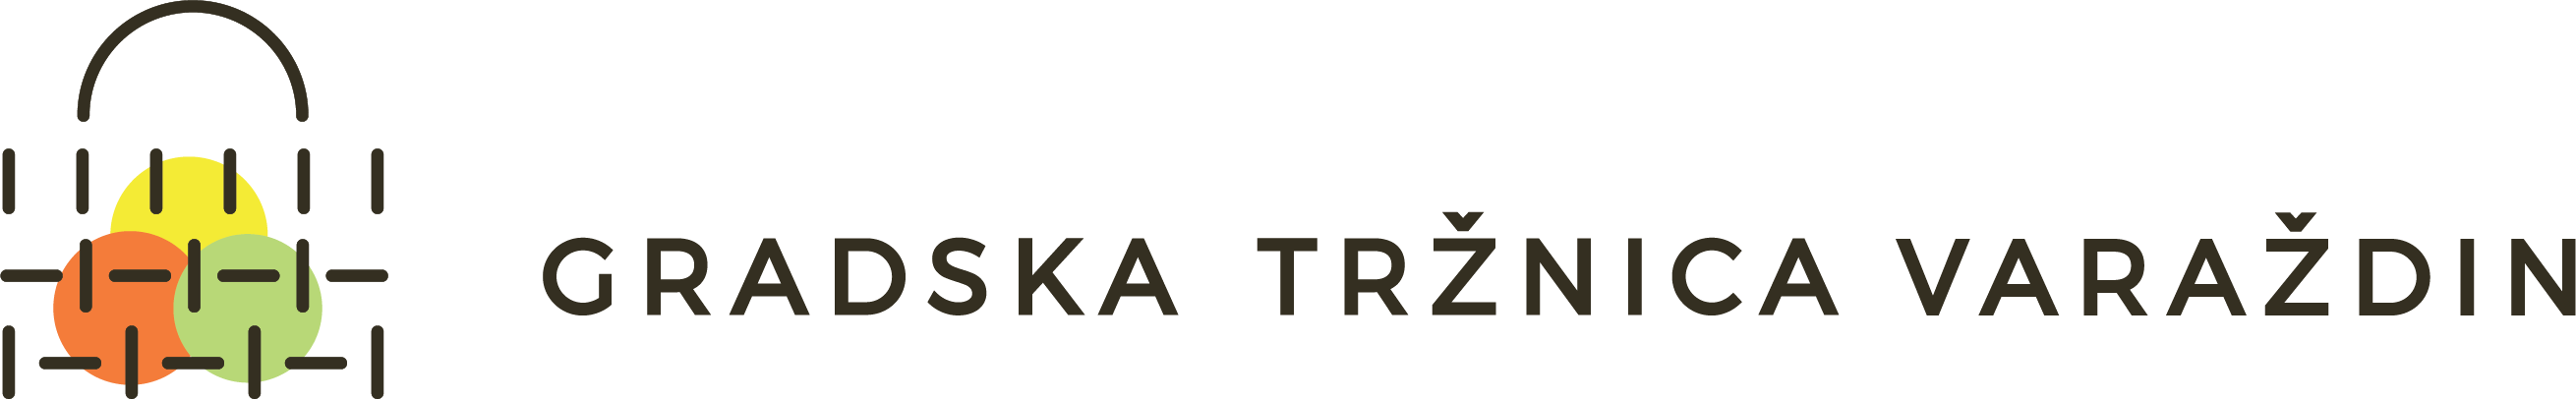 GRADSKA TRŽNICA VARAŽDIN